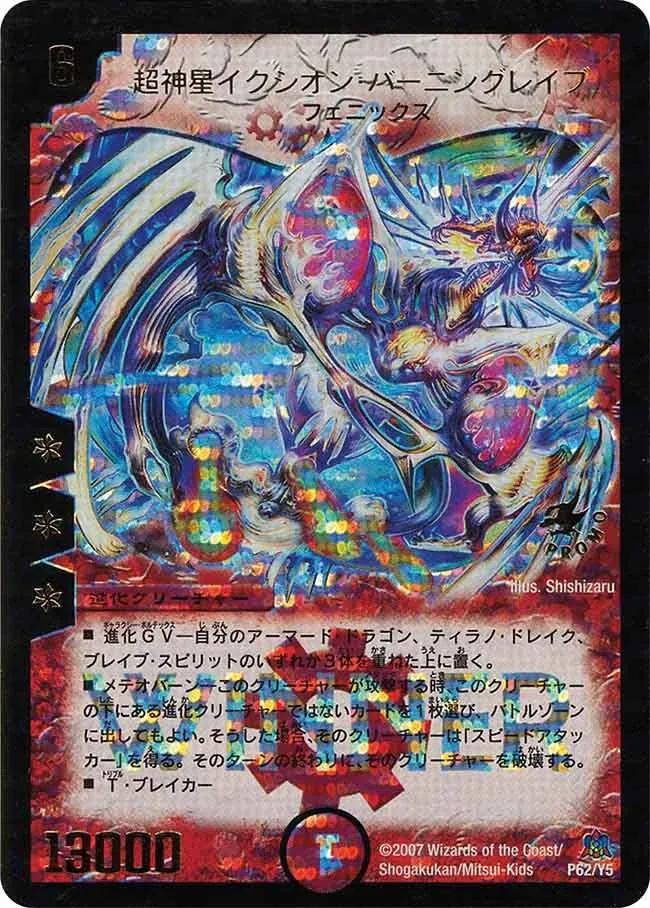 6
超神星イクシオン・バーニングレイブ
フェニックス
PROMO
illus. Shishizaru
進化クリーチャー
■ 進化GV―自分のアーマード・ドラゴン、ティラノ・ドレイク、
ブレイブ・スピリットのいずれか3体を重ねた上に置く。
■ メテオバーン―このクリーチャーが攻撃する時、このクリーチャー
の下にある進化クリーチャーではないカードを1枚選び、バトルゾーン
に出してもよい。そうした場合、そのクリーチャーは「スピードアタッ
カー」を得る。そのターンの終わりに、そのクリーチャーを破壊する。
■ T・ブレイカー
WINNER
13000
1
©2007 Wizards of the Coast/
Shogakukan/Mitsui-Kids
P62/Y5